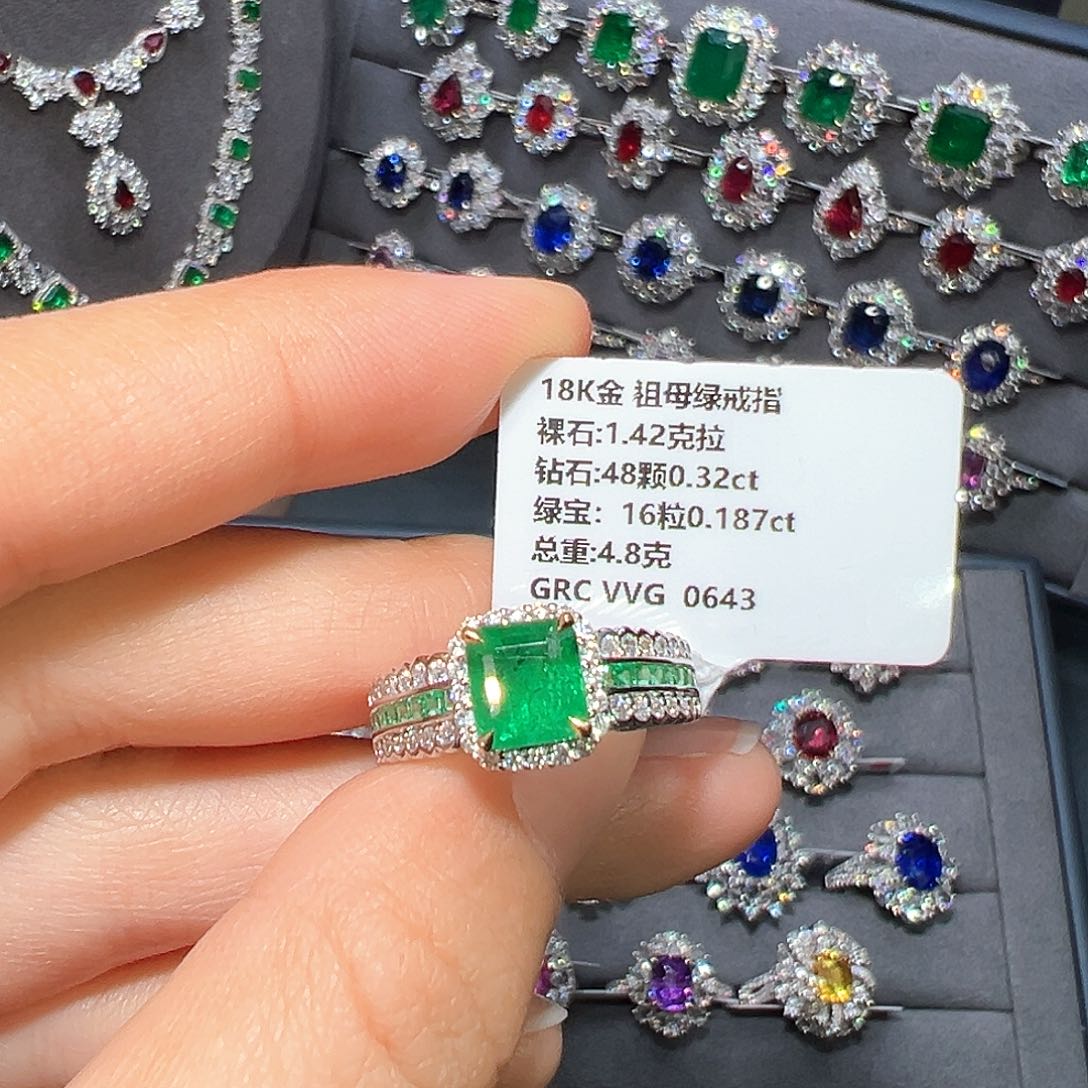 18K金 祖母绿戒指
裸石:1.42克拉
钻石:48颗0.32ct
绿宝：16粒0.187ct
总重:4.8克
GRC VVG 0643